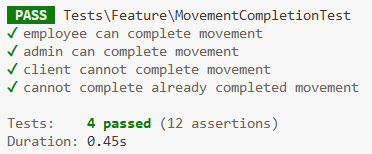 PASS Tests\Feature\MovementCompletionTest
✓ employee can complete movement
✓ admin can complete movement
✓ client cannot complete movement
✓ cannot complete already completed movement
Tests: 4 passed (12 assertions)
Duration: 0.45s